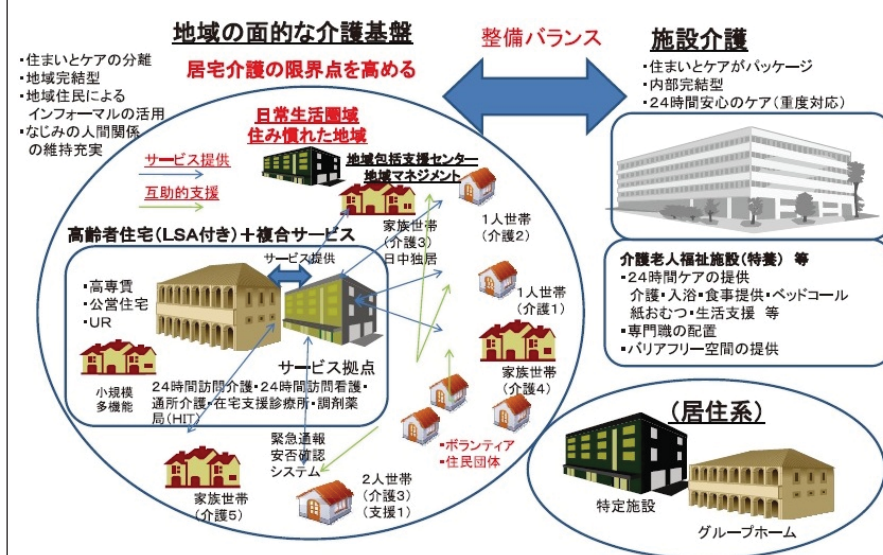 地域の面的な介護基盤
整備バランス
施設介護
・住まいとケアの分離
・地域完結型
・地域住民による
インフォーマルの活用
・なじみの人間関係
の維持充実
居宅介護の限界点を高める
・住まいとケアがパッケージ
・内部完結型
・24時間安心のケア(重度対応)
日常生活圏域
住み慣れた地域
サービス提供
互助的支援
地域包括支援センター
地域マネジメント
家族世帯
(介護3)
日中独居
1人世帯
(介護2)
高齢者住宅(LSA付き)+複合サービス
サービス提供
・高専賃
・公営住宅
・UR
1人世帯
(介護1)
サービス拠点
小規模
多機能
24時間訪問介護・24時間訪問看護・
通所介護・在宅支援診療所・調剤薬
局(HIT)
家族世帯
(介護4)
緊急通報
安否確認
システム
・ボランティア
・住民団体
家族世帯
(介護5)
2人世帯
(介護3)
(支援1)
介護老人福祉施設(特養) 等
・24時間ケアの提供
介護・入浴・食事提供・ベッドコール
紙おむつ・生活支援 等
・専門職の配置
・バリアフリー空間の提供
(居住系)
特定施設
グループホーム